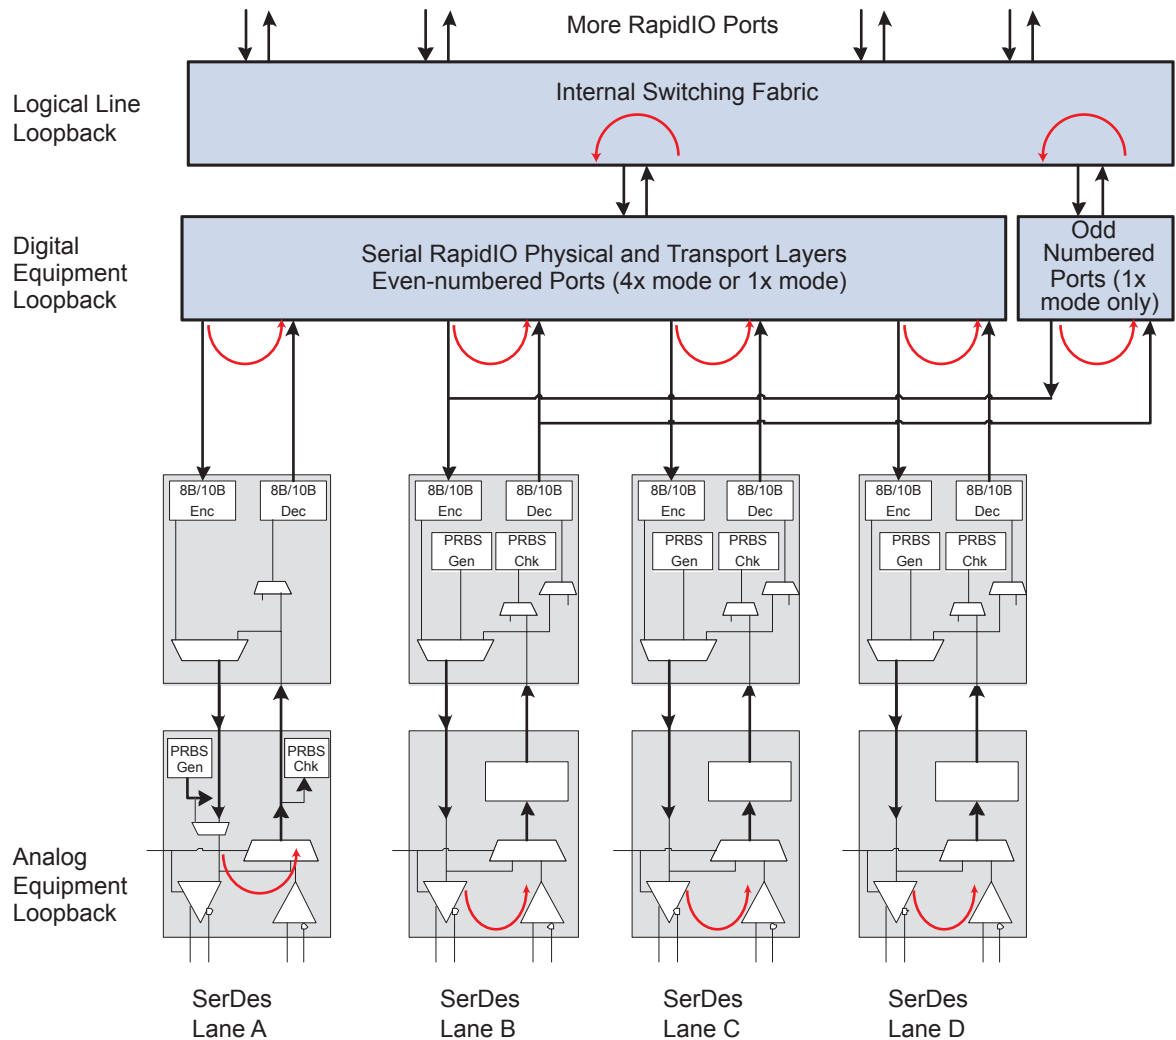 More RapidIO Ports
Internal Switching Fabric
Logical Line
Loopback
Digital
Equipment
Loopback
Serial RapidIO Physical and Transport Layers
Even-numbered Ports (4x mode or 1x mode)
Odd
Numbered
Ports (1x
mode only)
8B/10B
Enc
8B/10B
Dec
8B/10B
Enc
8B/10B
Dec
PRBS
Gen
PRBS
Chk
8B/10B
Enc
8B/10B
Dec
PRBS
Gen
PRBS
Chk
8B/10B
Enc
8B/10B
Dec
PRBS
Gen
PRBS
Chk
PRBS
Gen
PRBS
Chk
Analog
Equipment
Loopback
SerDes
Lane A
SerDes
Lane B
SerDes
Lane C
SerDes
Lane D